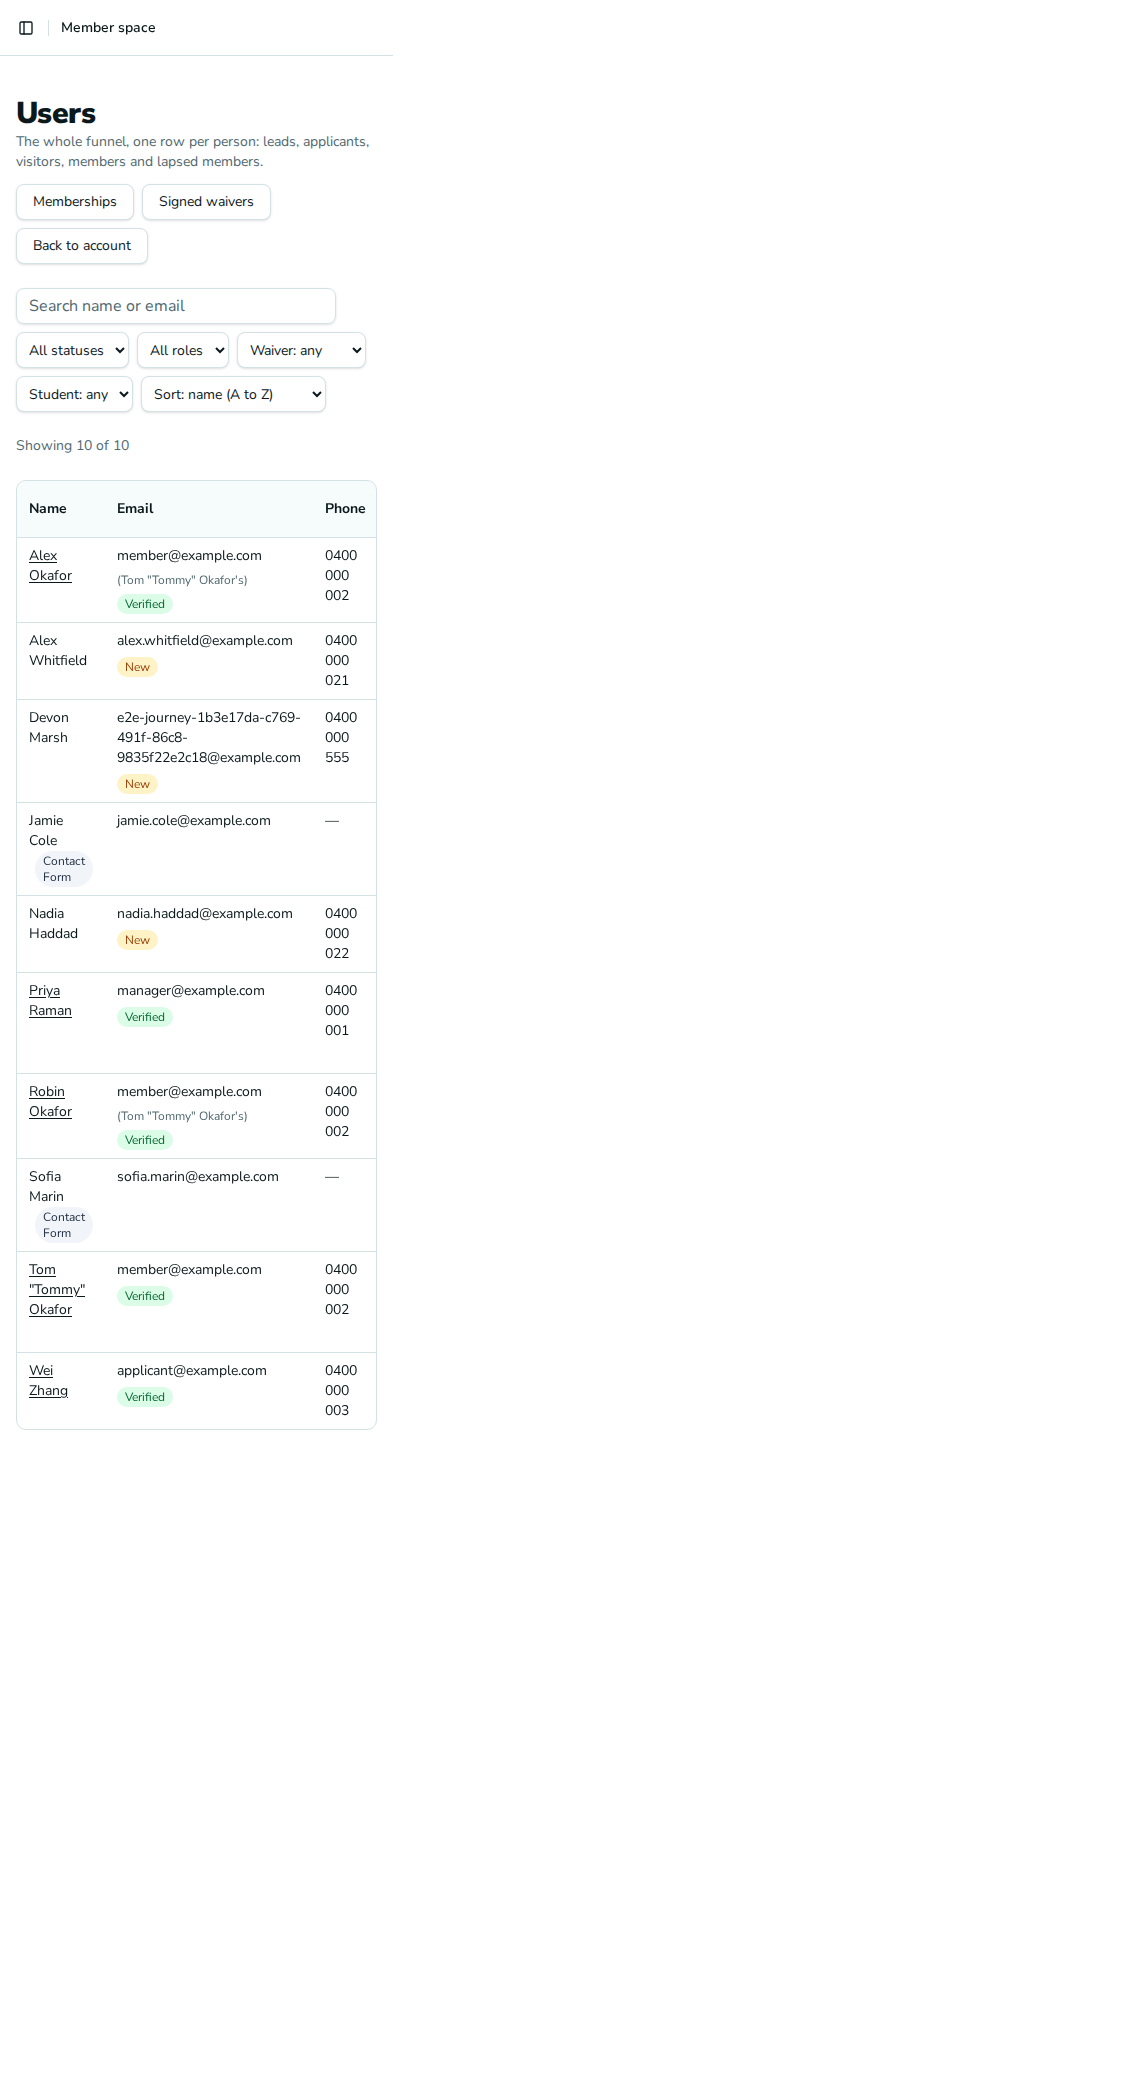 Member space
Users
The whole funnel, one row per person: leads, applicants,
visitors, members and lapsed members.
Memberships
Signed waivers
Back to account
Search name or email
All statuses
All roles
Waiver: any
Student: any
Sort: name (A to Z)
Showing 10 of 10
Name Email Phone
Alex
Okafor
member@example.com
(Tom "Tommy" Okafor's)
Verified
0400
000
002
Alex
Whitfield
alex.whitfield@example.com
New
0400
000
021
Devon
Marsh
e2e-journey-1b3e17da-c769-
491f-86c8-
9835f22e2c18@example.com
New
0400
000
555
Jamie
Cole
Contact
Form
jamie.cole@example.com
—
Nadia
Haddad
nadia.haddad@example.com
New
0400
000
022
Priya
Raman
manager@example.com
Verified
0400
000
001
Robin
Okafor
member@example.com
(Tom "Tommy" Okafor's)
Verified
0400
000
002
Sofia
Marin
Contact
Form
sofia.marin@example.com
—
Tom
"Tommy"
Okafor
member@example.com
Verified
0400
000
002
Wei
Zhang
applicant@example.com
Verified
0400
000
003